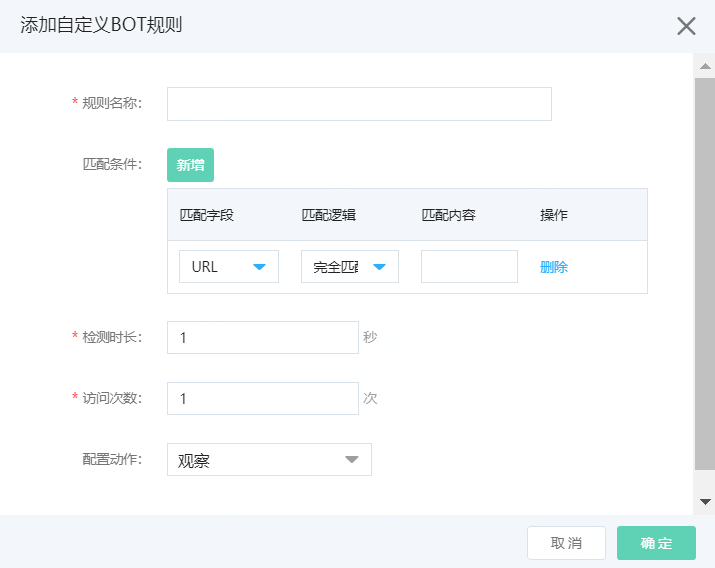 添加自定义BOT规则
* 规则名称:
匹配条件: 新增
匹配字段 匹配逻辑 匹配内容 操作
URL 完全匹 删除
* 检测时长: 1 秒
* 访问次数: 1 次
配置动作: 观察
取消 确定